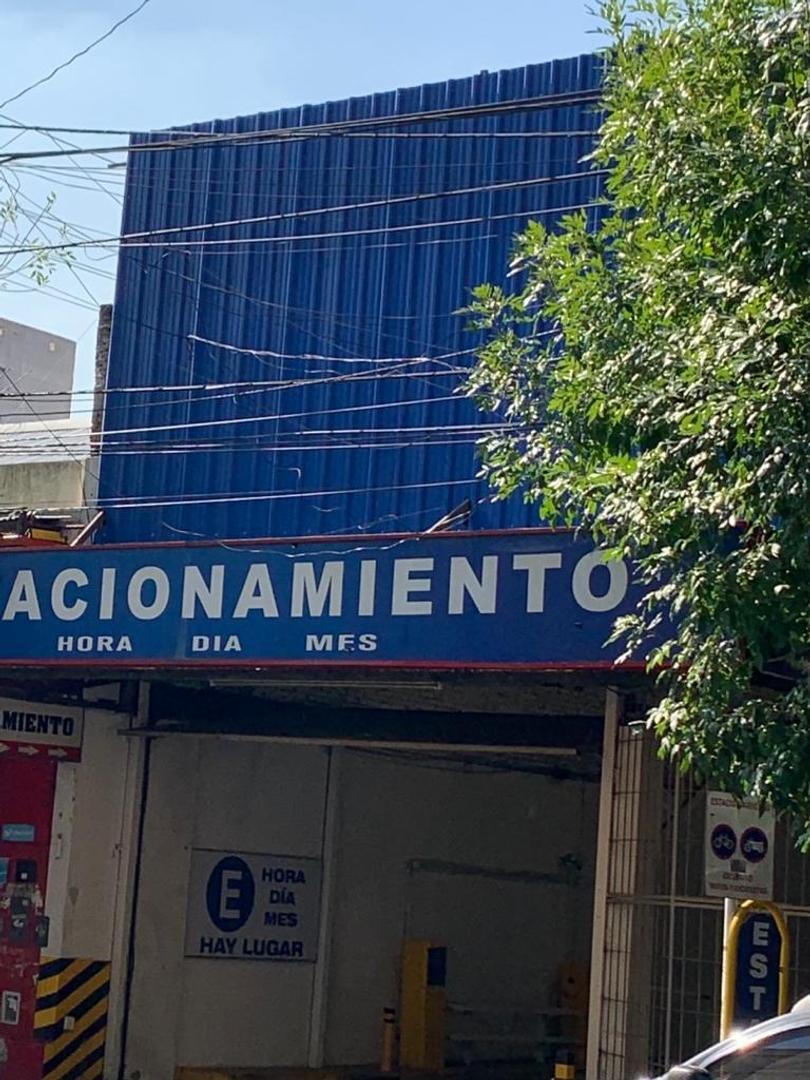 ACIONAMIENTO
HORA DIA MES
MIENTO
E
HORA
DÍA
MES
HAY LUGAR
EST